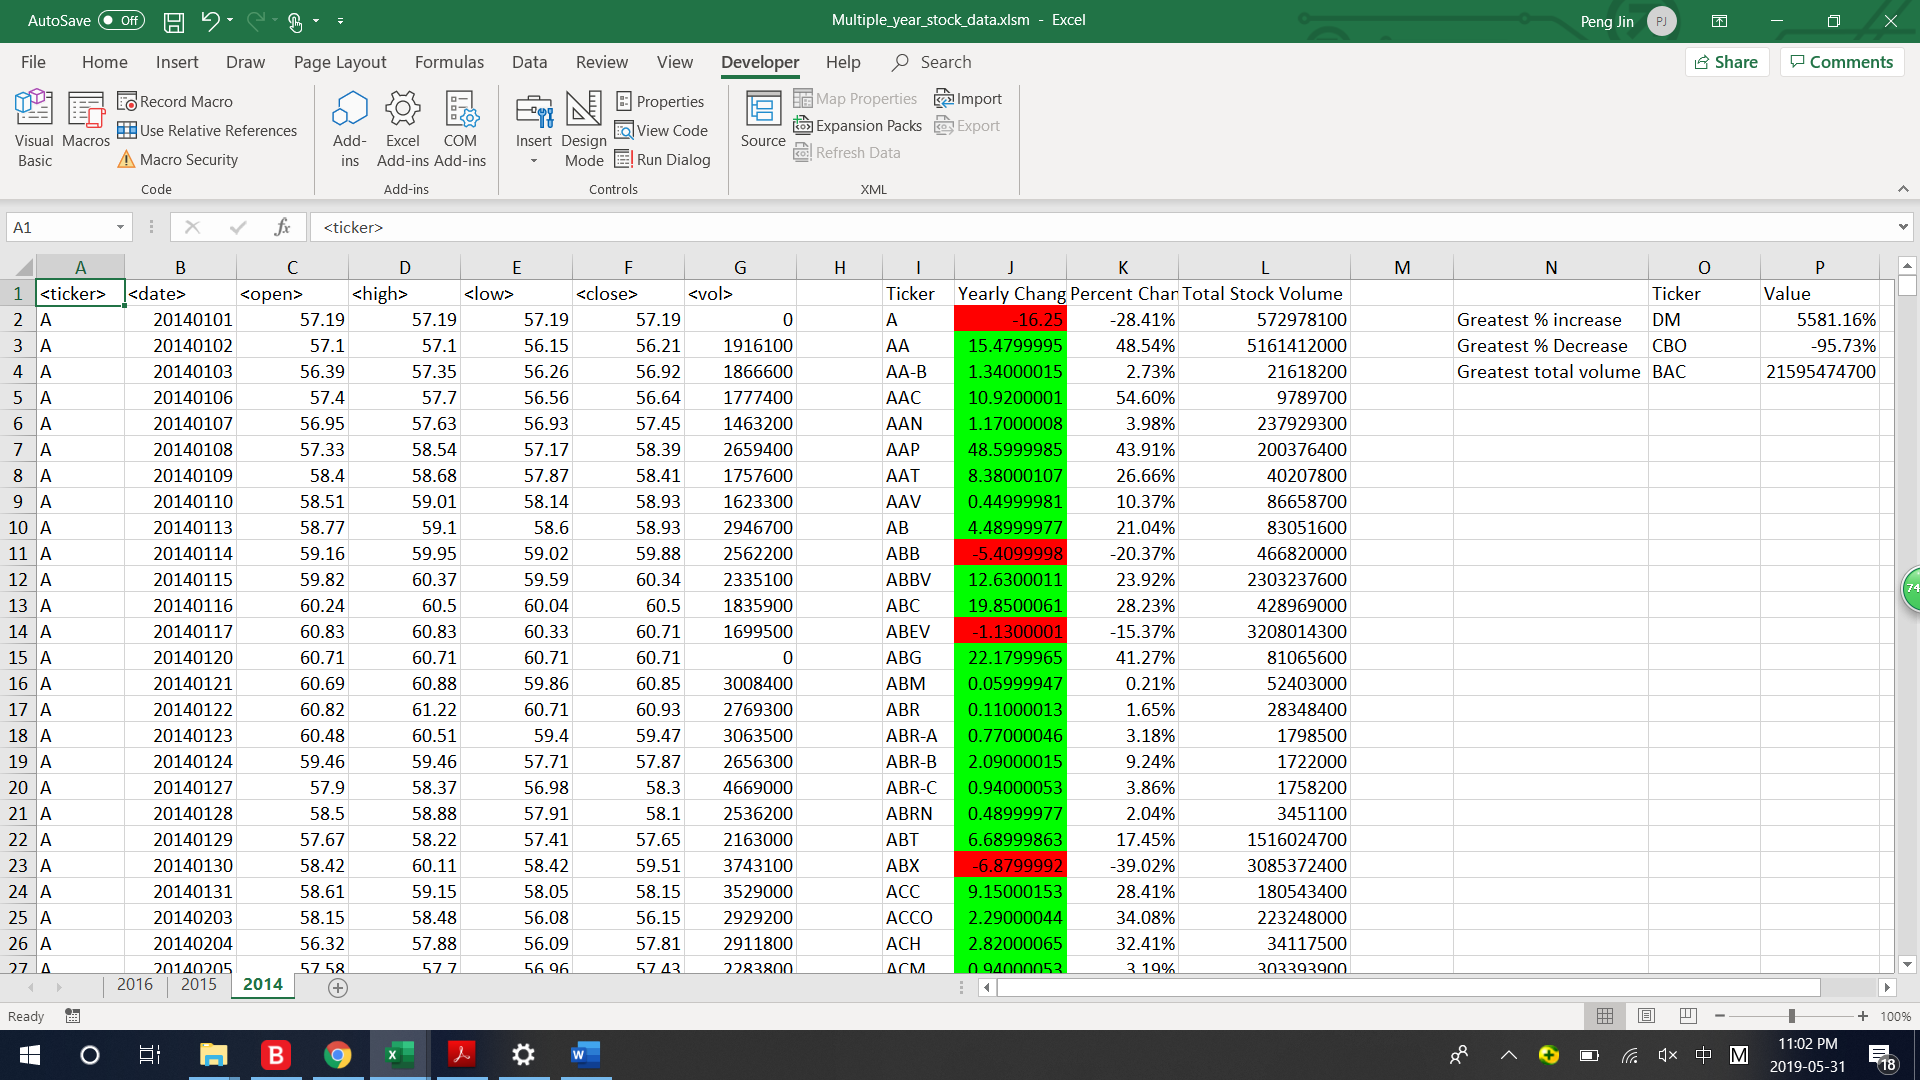 AutoSave Off
Multiple_year_stock_data.xlsm - Excel
Peng Jin PJ
File Home Insert Draw Page Layout Formulas Data Review View Developer Help Search Share Comments
Visual Basic
Macros
Record Macro
Use Relative References
Macro Security
Code
Add-ins
Excel Add-ins
COM Add-ins
Add-ins
Insert
Design Mode
Properties
View Code
Run Dialog
Controls
Source
Map Properties
Expansion Packs
Refresh Data
Import
Export
XML
A1 fx <ticker>
A B C D E F G H I J K L M N O P
1 <ticker> <date> <open> <high> <low> <close> <vol> Ticker Yearly Chang Percent Char Total Stock Volume Ticker Value
2 A 20140101 57.19 57.19 57.19 57.19 0 A -16.25 -28.41% 572978100 Greatest % increase DM 5581.16%
3 A 20140102 57.1 57.1 56.15 56.21 1916100 AA 15.4799995 48.54% 5161412000 Greatest % Decrease CBO -95.73%
4 A 20140103 56.39 57.35 56.26 56.92 1866600 AA-B 1.34000015 2.73% 21618200 Greatest total volume BAC 21595474700
5 A 20140106 57.4 57.7 56.56 56.64 1777400 AAC 10.9200001 54.60% 9789700
6 A 20140107 56.95 57.63 56.93 57.45 1463200 AAN 1.17000008 3.98% 237929300
7 A 20140108 57.33 58.54 57.17 58.39 2659400 AAP 48.5999985 43.91% 200376400
8 A 20140109 58.4 58.68 57.87 58.41 1757600 AAT 8.38000107 26.66% 40207800
9 A 20140110 58.51 59.01 58.14 58.93 1623300 AAV 0.44999981 10.37% 86658700
10 A 20140113 58.77 59.1 58.6 58.93 2946700 AB 4.48999977 21.04% 83051600
11 A 20140114 59.16 59.95 59.02 59.88 2562200 ABB -5.4099998 -20.37% 466820000
12 A 20140115 59.82 60.37 59.59 60.34 2335100 ABBV 12.6300011 23.92% 2303237600
13 A 20140116 60.24 60.5 60.04 60.5 1835900 ABC 19.8500061 28.23% 428969000
14 A 20140117 60.83 60.83 60.33 60.71 1699500 ABEV -1.1300001 -15.37% 3208014300
15 A 20140120 60.71 60.71 60.71 60.71 0 ABG 22.1799965 41.27% 81065600
16 A 20140121 60.69 60.88 59.86 60.85 3008400 ABM 0.05999947 0.21% 52403000
17 A 20140122 60.82 61.22 60.71 60.93 2769300 ABR 0.11000013 1.65% 28348400
18 A 20140123 60.48 60.51 59.4 59.47 3063500 ABR-A 0.77000046 3.18% 1798500
19 A 20140124 59.46 59.46 57.71 57.87 2656300 ABR-B 2.09000015 9.24% 1722000
20 A 20140127 57.9 58.37 56.98 58.3 4669000 ABR-C 0.94000053 3.86% 1758200
21 A 20140128 58.5 58.88 57.91 58.1 2536200 ABRN 0.48999977 2.04% 3451100
22 A 20140129 57.67 58.22 57.41 57.65 2163000 ABT 6.68999863 17.45% 1516024700
23 A 20140130 58.42 60.11 58.42 59.51 3743100 ABX -6.8799992 -39.02% 3085372400
24 A 20140131 58.61 59.15 58.05 58.15 3529000 ACC 9.15000153 28.41% 180543400
25 A 20140203 58.15 58.48 56.08 56.15 2929200 ACCO 2.29000044 34.08% 223248000
26 A 20140204 56.32 57.88 56.09 57.81 2911800 ACH 2.82000065 32.41% 34117500
27 A 20140205 57.58 57.7 56.96 57.43 2283800 ACM 0.94000053 3.19% 303393900
74
2016 2015 2014
Ready 100%
中 M
11:02 PM
2019-05-31
18